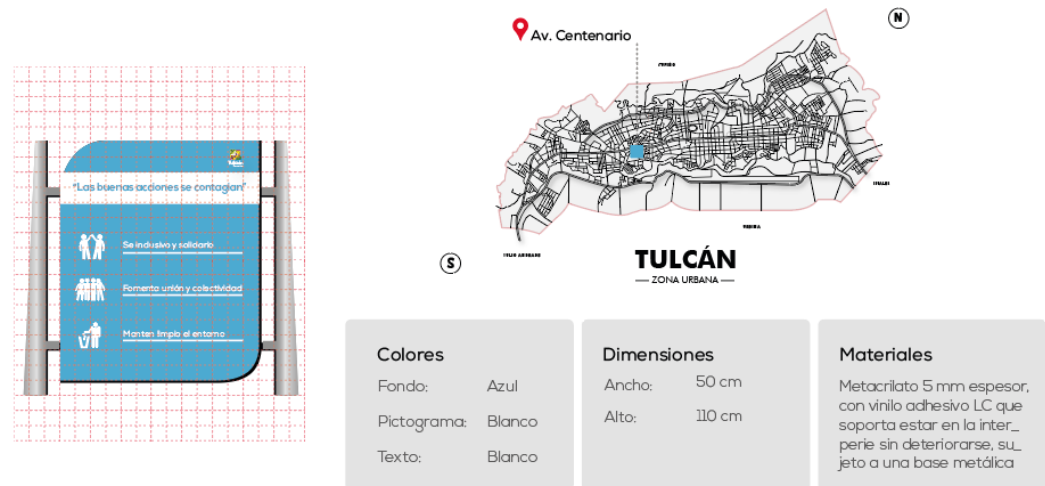 "Las buenas acciones se contagian"
Se inclusivo y solidario
Fomenta unión y colectividad
Manten limpio el entorno
Av. Centenario
N
S
TULCÁN
ZONA URBANA
Colores
Fondo: Azul
Pictograma: Blanco
Texto: Blanco
Dimensiones
Ancho: 50 cm
Alto: 110 cm
Materiales
Metacrilato 5 mm espesor,
con vinilo adhesivo LC que
soporta estar en la inter_
perie sin deteriorarse, su_
jeto a una base metálica